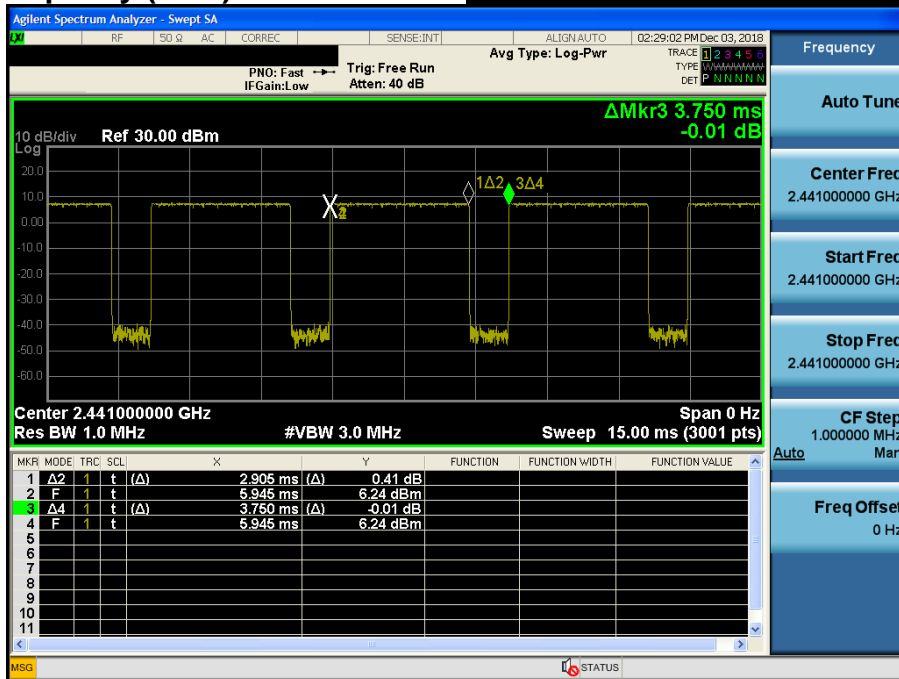 Agilent Spectrum Analyzer - Swept SA
LXI RF 50 Ω AC CORREC SENSE:INT ALIGN AUTO 02:29:02 PM Dec 03, 2018
Avg Type: Log-Pwr TRACE 1 2 3 4 5 6
PNO: Fast Trig: Free Run TYPE
IFGain:Low Atten: 40 dB DET P N N N N N
ΔMkr3 3.750 ms
-0.01 dB
10 dB/div Ref 30.00 dBm
Log
20.0
10.0
0.00
-10.0
-20.0
-30.0
-40.0
-50.0
-60.0
1Δ2 3Δ4
Center 2.441000000 GHz Span 0 Hz
Res BW 1.0 MHz #VBW 3.0 MHz Sweep 15.00 ms (3001 pts)
MKR MODE TRC SCL X Y FUNCTION FUNCTION WIDTH FUNCTION VALUE
1 Δ2 1 t (Δ) 2.905 ms (Δ) 0.41 dB
2 F 1 t 5.945 ms 6.24 dBm
3 Δ4 1 t (Δ) 3.750 ms (Δ) -0.01 dB
4 F 1 t 5.945 ms 6.24 dBm
5
6
7
8
9
10
11
MSG STATUS
Frequency
Auto Tune
Center Freq
2.441000000 GHz
Start Freq
2.441000000 GHz
Stop Freq
2.441000000 GHz
CF Step
1.000000 MHz
Auto Man
Freq Offset
0 Hz